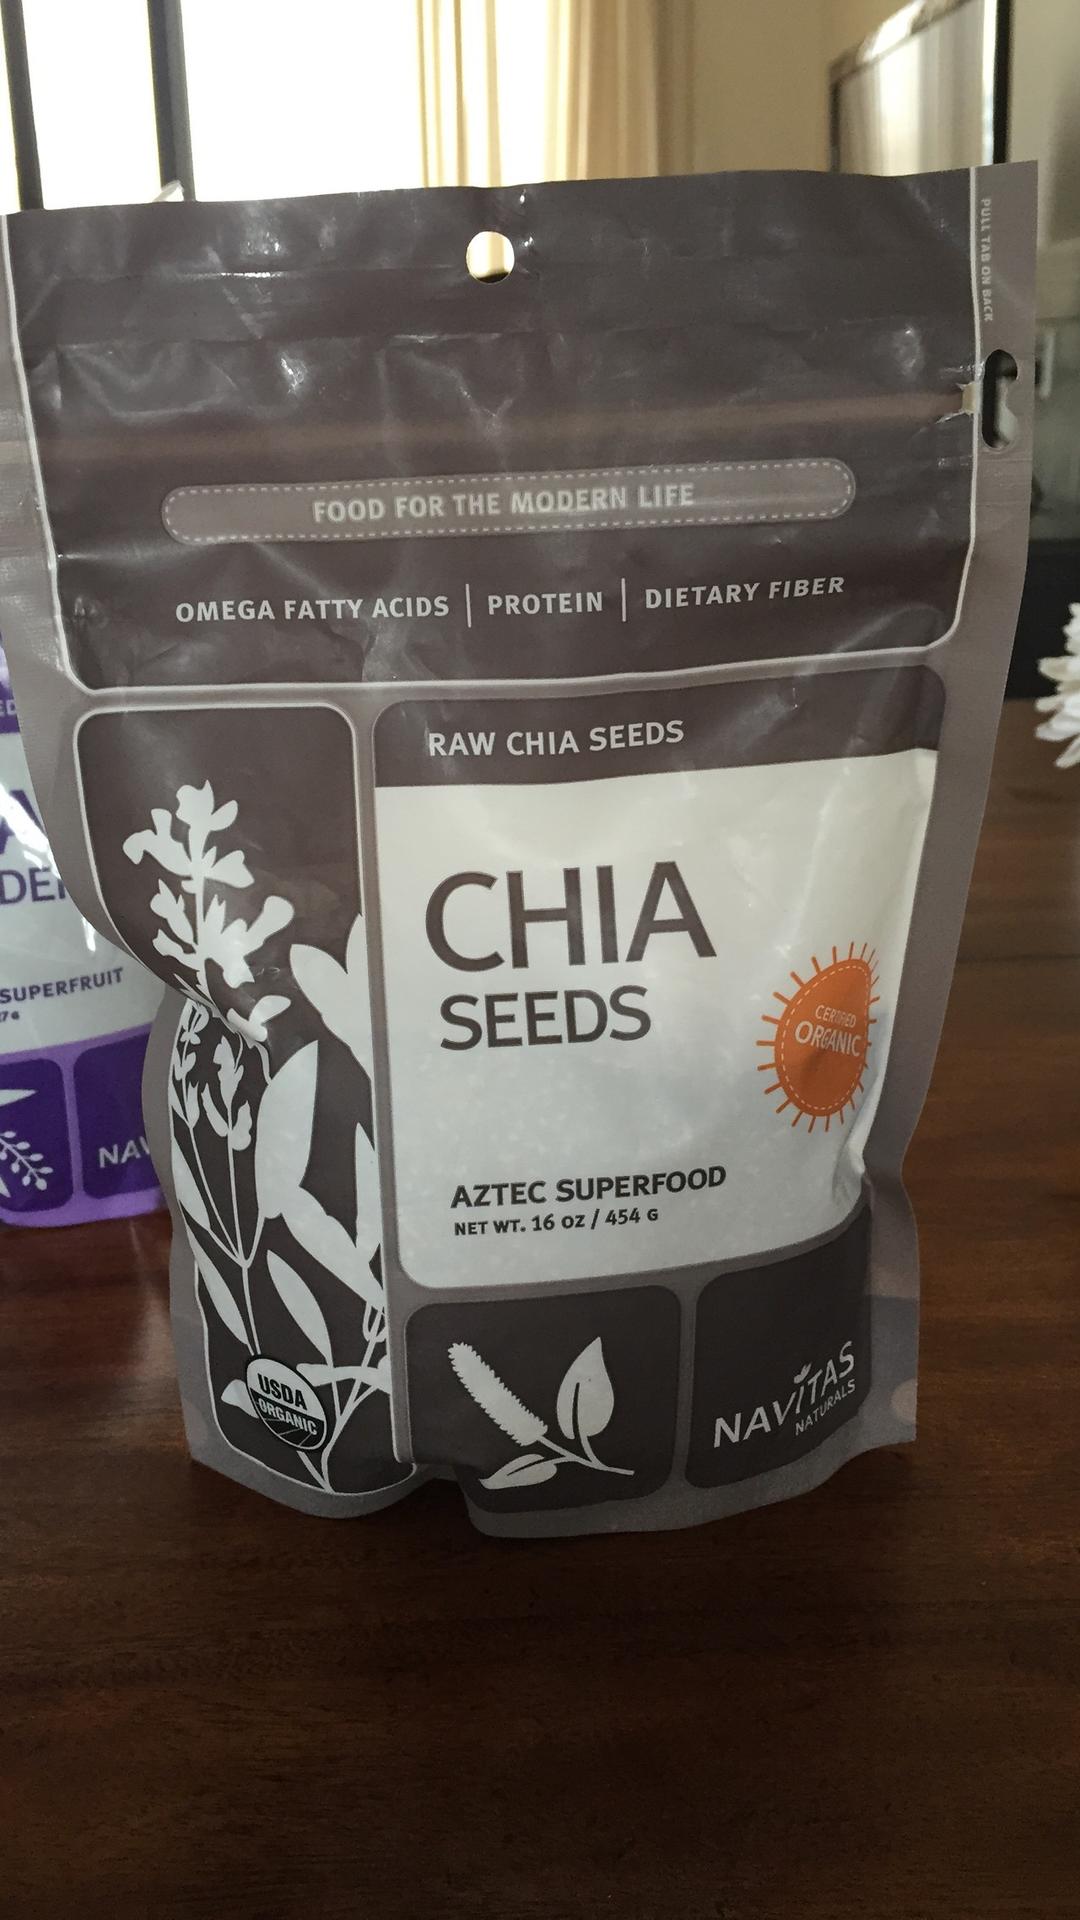 PULL TAB ON BACK
FOOD FOR THE MODERN LIFE
OMEGA FATTY ACIDS | PROTEIN | DIETARY FIBER
RAW CHIA SEEDS
CHIA
SEEDS
CERTIFIED
ORGANIC
AZTEC SUPERFOOD
NET WT. 16 OZ / 454 G
USDA
ORGANIC
NAVITAS
NATURALS
SUPERFRUIT
NAV